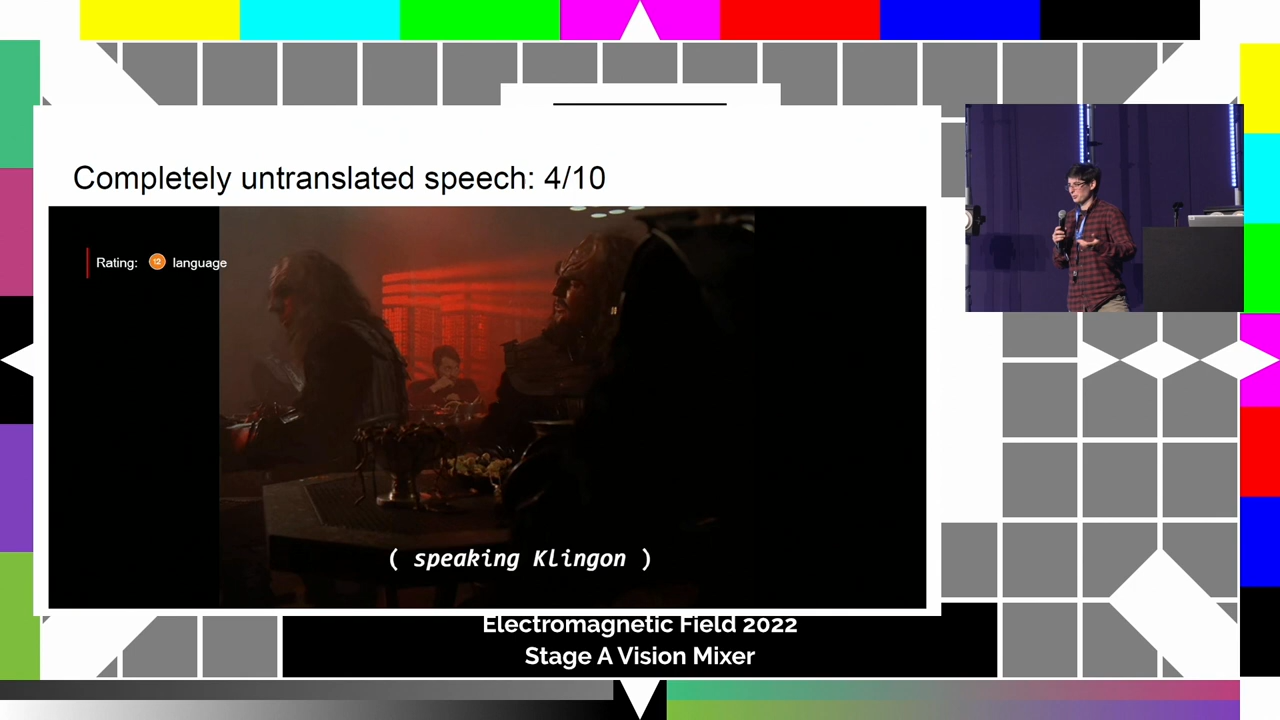 Completely untranslated speech: 4/10
Rating: 12 language
( speaking Klingon )
Electromagnetic Field 2022
Stage A Vision Mixer